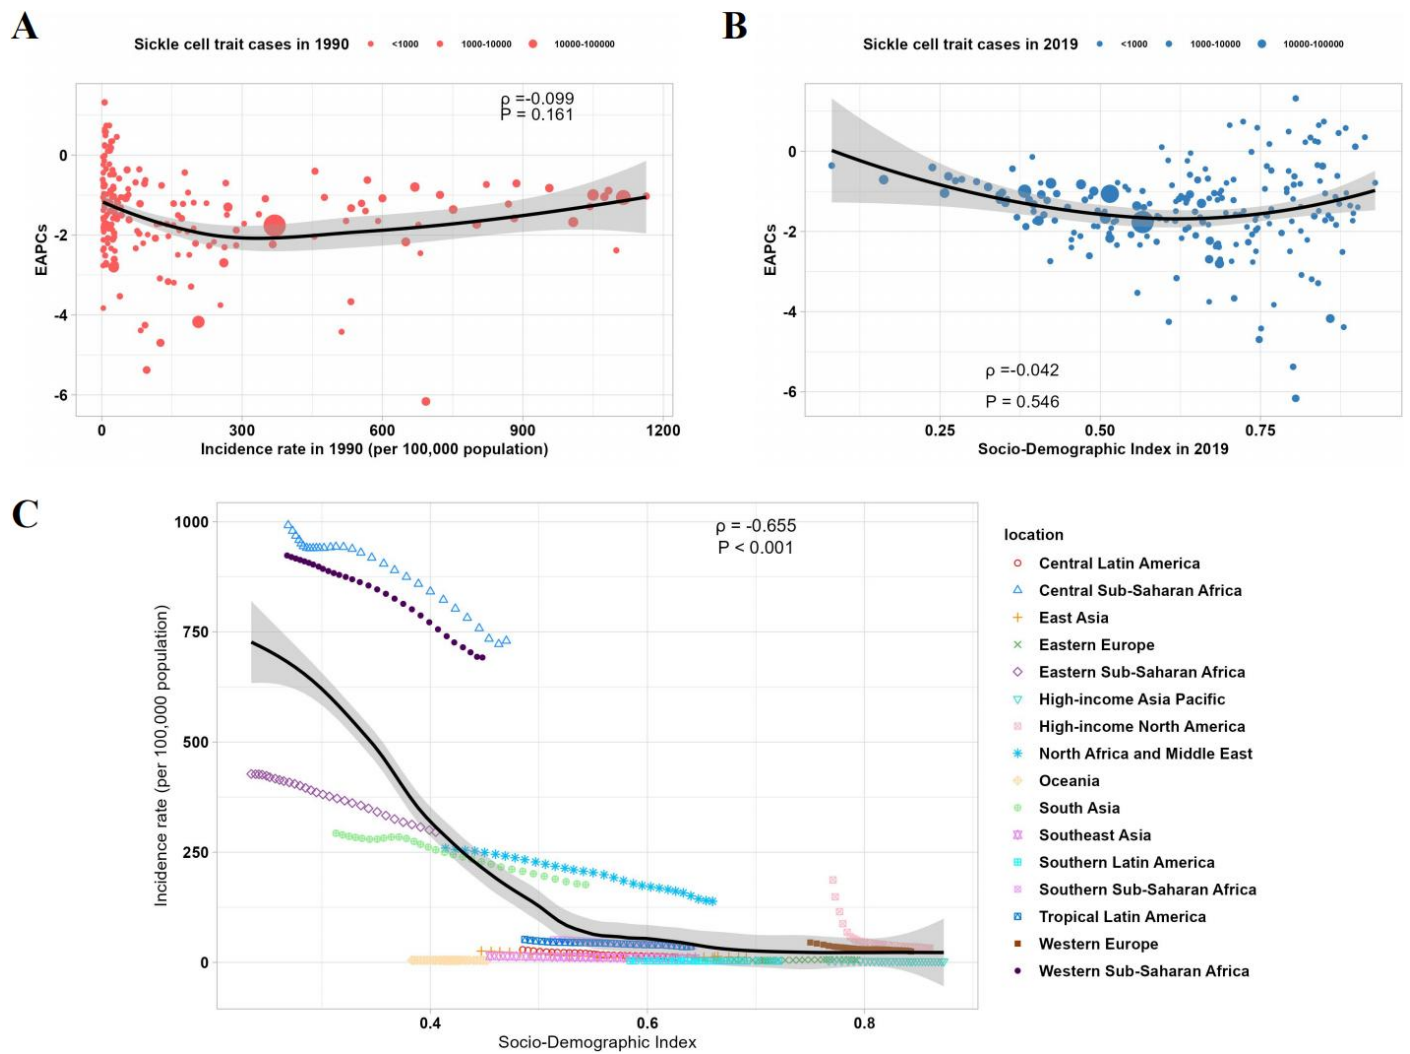 A
Sickle cell trait cases in 1990 <1000 1000-10000 10000-100000
ρ =-0.099
P = 0.161
0
-2
-4
-6
EAPCs
0 300 600 900 1200
Incidence rate in 1990 (per 100,000 population)
B
Sickle cell trait cases in 2019 <1000 1000-10000 10000-100000
0
-2
-4
-6
EAPCs
ρ =-0.042
P = 0.546
0.25 0.50 0.75
Socio-Demographic Index in 2019
C
ρ = -0.655
P < 0.001
1000
750
500
250
0
Incidence rate (per 100,000 population)
0.4 0.6 0.8
Socio-Demographic Index
location
Central Latin America
Central Sub-Saharan Africa
East Asia
Eastern Europe
Eastern Sub-Saharan Africa
High-income Asia Pacific
High-income North America
North Africa and Middle East
Oceania
South Asia
Southeast Asia
Southern Latin America
Southern Sub-Saharan Africa
Tropical Latin America
Western Europe
Western Sub-Saharan Africa